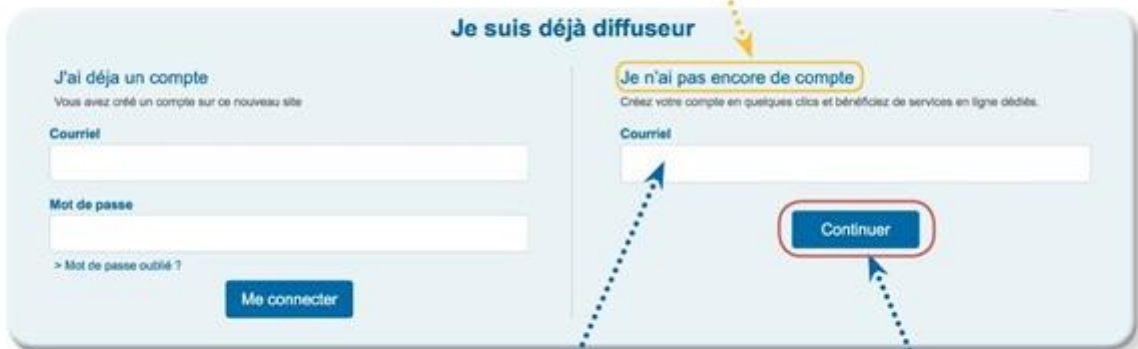 Je suis déjà diffuseur
J'ai déja un compte
Vous avez créé un compte sur ce nouveau site
Courriel
Mot de passe
> Mot de passe oublié ?
Me connecter
Je n'ai pas encore de compte
Créez votre compte en quelques clics et bénéficiez de services en ligne dédiés.
Courriel
Continuer